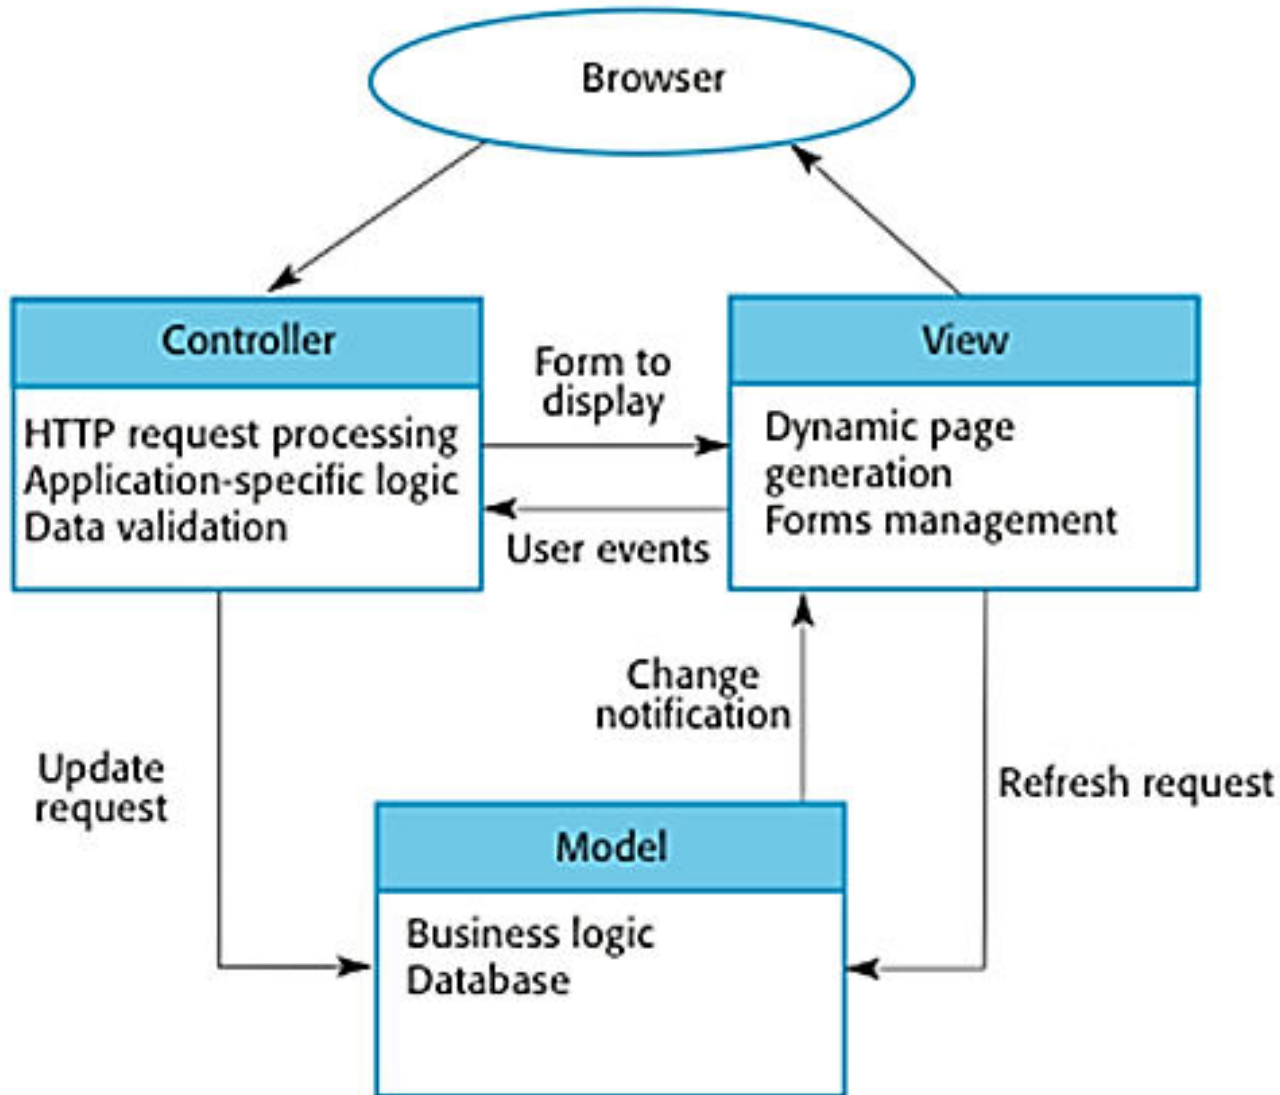 Browser
Controller
HTTP request processing
Application-specific logic
Data validation
Form to
display
User events
View
Dynamic page
generation
Forms management
Update
request
Change
notification
Refresh request
Model
Business logic
Database